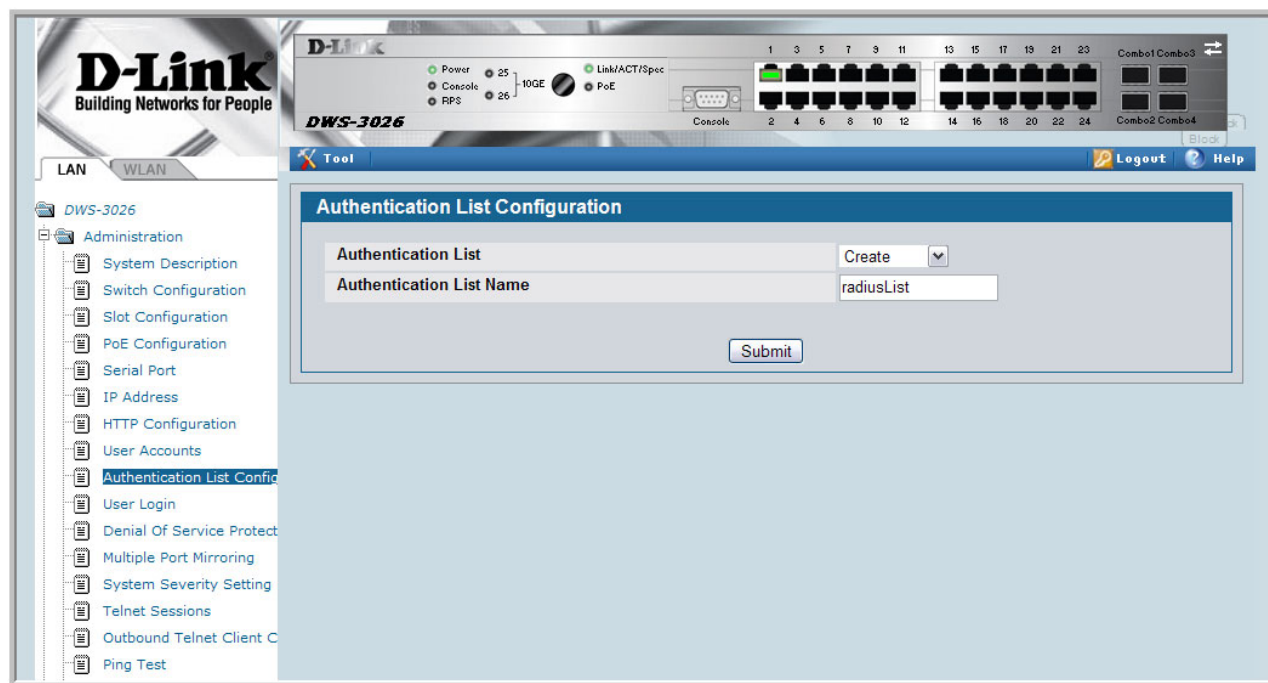 D-Link
Building Networks for People
D-Link
Power
Console
RPS
25
26
10GE
Link/ACT/Spec
PoE
DWS-3026
Console
1 3 5 7 9 11 13 15 17 19 21 23
2 4 6 8 10 12 14 16 18 20 22 24
Combo1 Combo3
Combo2 Combo4
Block
Tool
Logout
Help
LAN
WLAN
DWS-3026
Administration
System Description
Switch Configuration
Slot Configuration
PoE Configuration
Serial Port
IP Address
HTTP Configuration
User Accounts
Authentication List Config
User Login
Denial Of Service Protect
Multiple Port Mirroring
System Severity Setting
Telnet Sessions
Outbound Telnet Client C
Ping Test
Authentication List Configuration
Authentication List
Create
Authentication List Name
radiusList
Submit